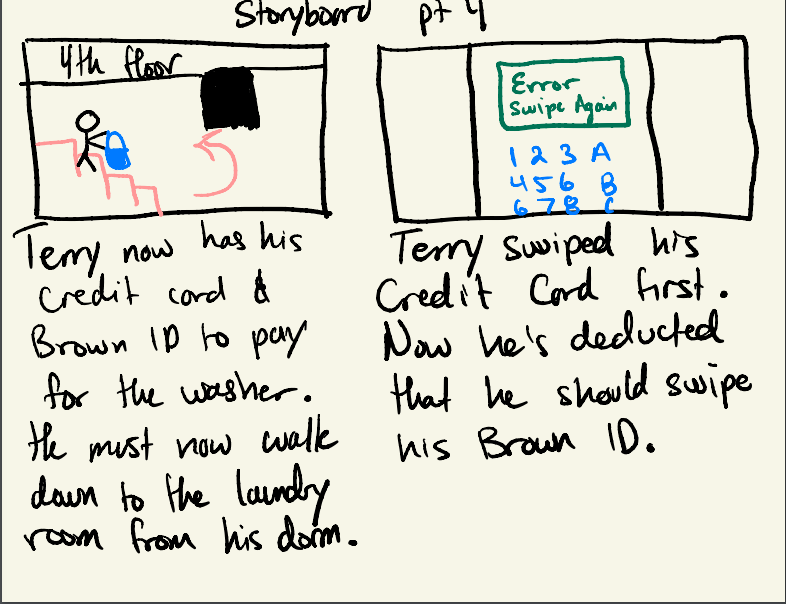 Storyboard pt 4
4th floor
Terry now has his
credit card &
Brown ID to pay
for the washer.
He must now walk
down to the laundry
room from his dorm.
Error
Swipe Again
1 2 3 A
4 5 6 B
6 7 8 C
Terry swiped his
Credit Card first.
Now he's deducted
that he should swipe
his Brown ID.